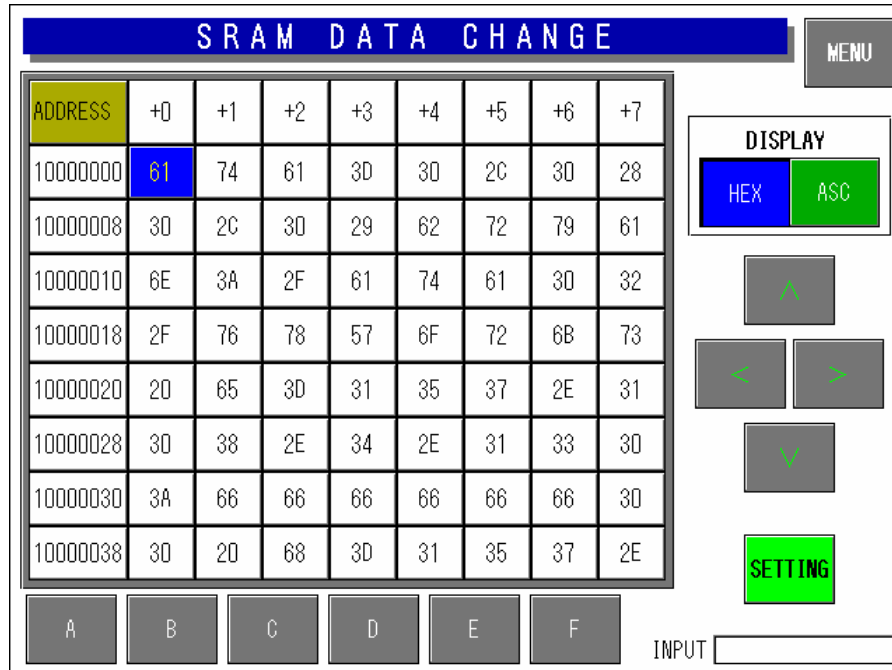 SRAM DATA CHANGE
MENU
ADDRESS +0 +1 +2 +3 +4 +5 +6 +7
10000000 61 74 61 3D 30 2C 30 28
10000008 30 2C 30 29 62 72 79 61
10000010 6E 3A 2F 61 74 61 30 32
10000018 2F 76 78 57 6F 72 6B 73
10000020 20 65 3D 31 35 37 2E 31
10000028 30 38 2E 34 2E 31 33 30
10000030 3A 66 66 66 66 66 66 30
10000038 30 20 68 3D 31 35 37 2E
DISPLAY
HEX ASC
^
< >
V
SETTING
A B C D E F
INPUT